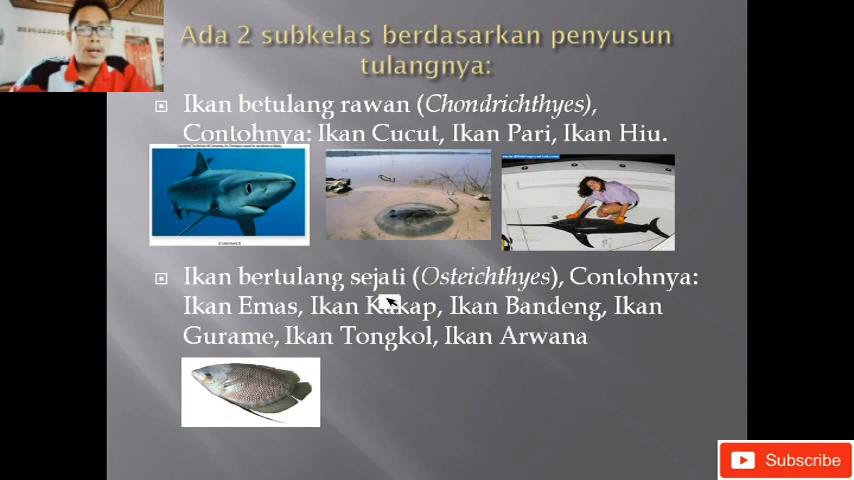 Ada 2 subkelas berdasarkan penyusun
tulangnya:
Ikan betulang rawan (Chondrichthyes),
Contohnya: Ikan Cucut, Ikan Pari, Ikan Hiu.
Ikan bertulang sejati (Osteichthyes), Contohnya:
Ikan Emas, Ikan Kakap, Ikan Bandeng, Ikan
Gurame, Ikan Tongkol, Ikan Arwana
Subscribe